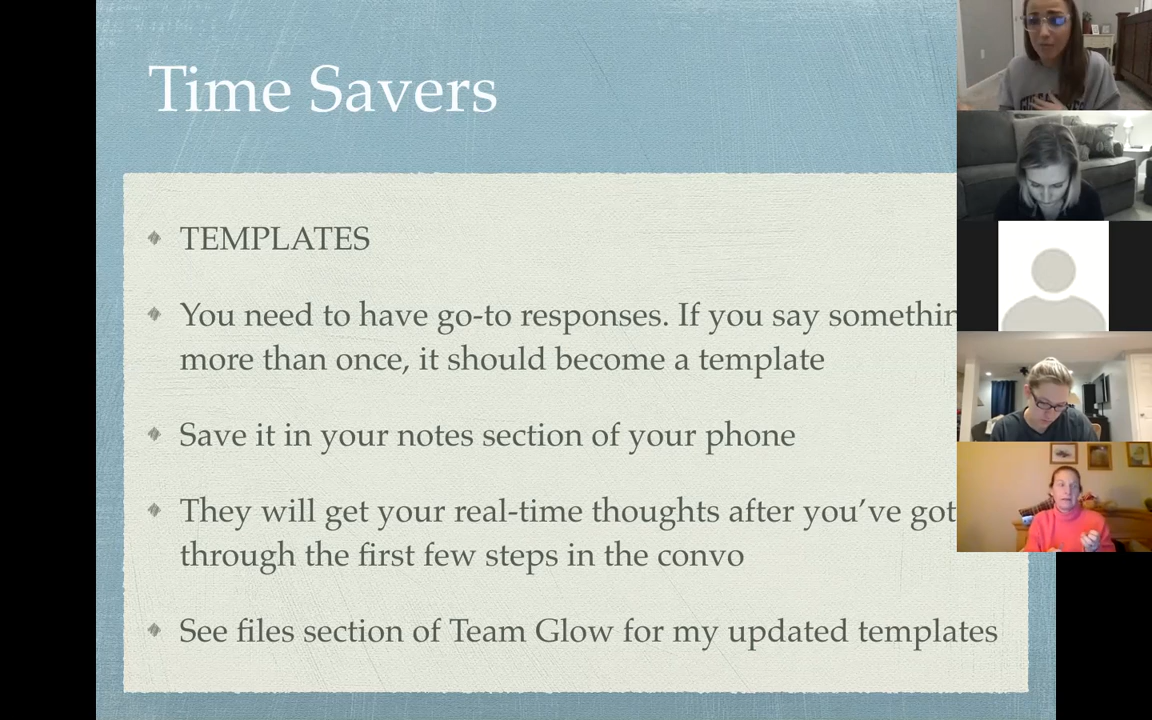 Time Savers
TEMPLATES
You need to have go-to responses. If you say somethin
more than once, it should become a template
Save it in your notes section of your phone
They will get your real-time thoughts after you’ve got
through the first few steps in the convo
See files section of Team Glow for my updated templates